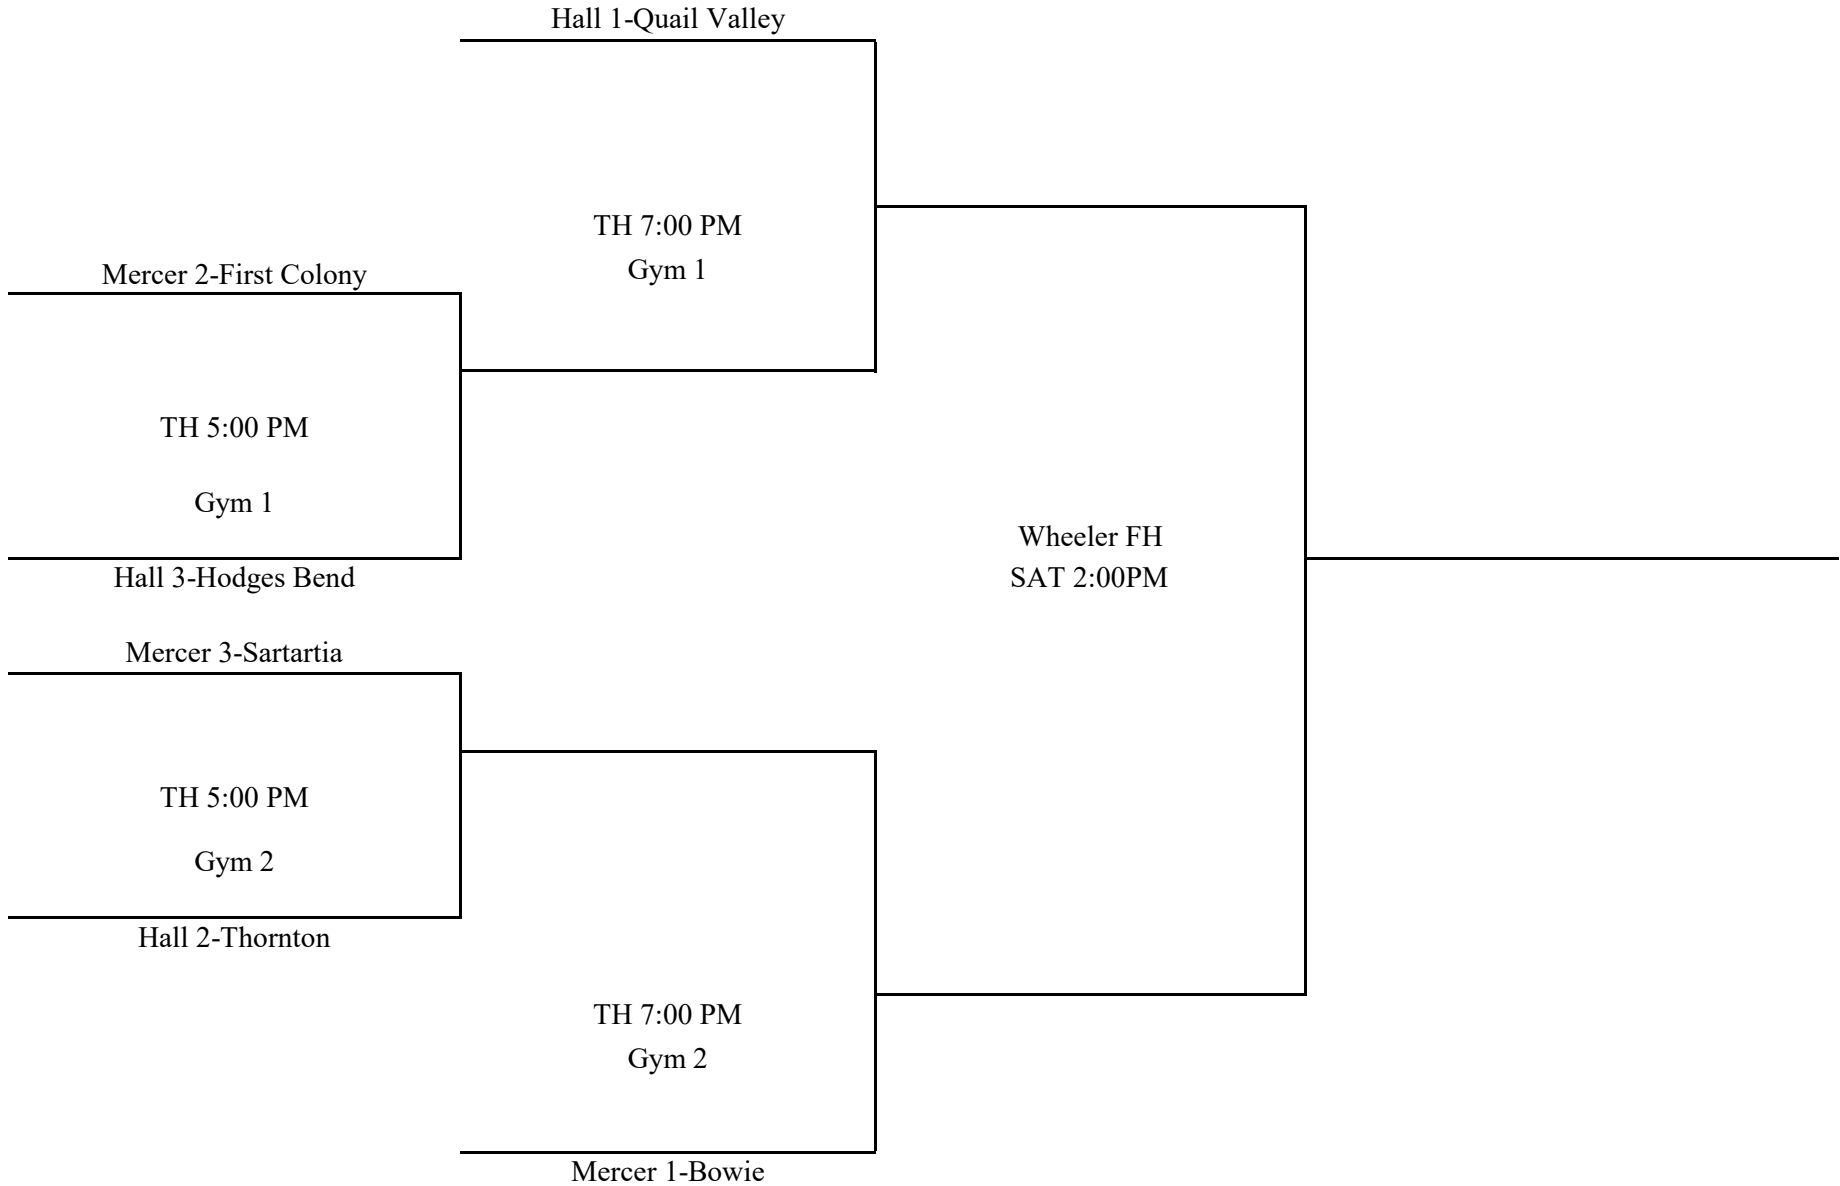 Hall 1-Quail Valley
TH 7:00 PM
Gym 1
Mercer 2-First Colony
TH 5:00 PM
Gym 1
Hall 3-Hodges Bend
Wheeler FH
SAT 2:00PM
Mercer 3-Sartartia
TH 5:00 PM
Gym 2
Hall 2-Thornton
TH 7:00 PM
Gym 2
Mercer 1-Bowie